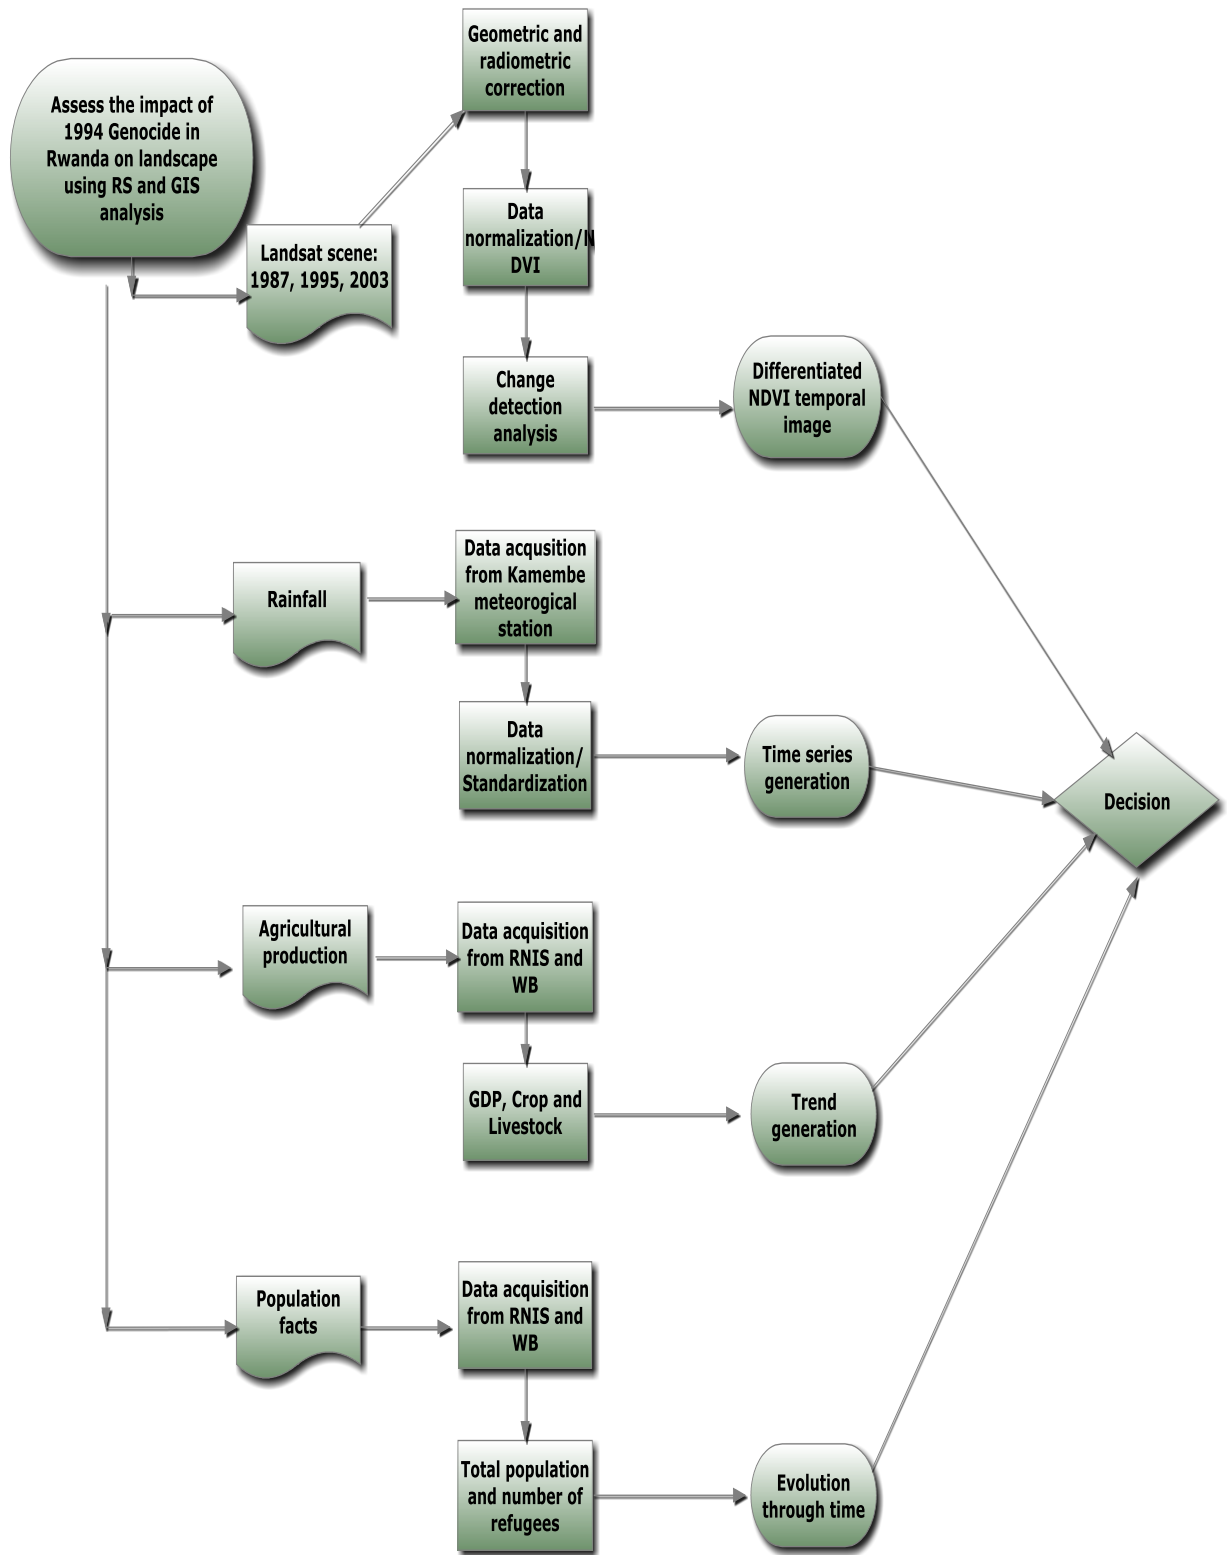 Geometric and
radiometric
correction
Assess the impact of
1994 Genocide in
Rwanda on landscape
using RS and GIS
analysis
Landsat scene:
1987, 1995, 2003
Data
normalization/N
DVI
Change
detection
analysis
Differentiated
NDVI temporal
image
Rainfall
Data acqusition
from Kamembe
meteorogical
station
Data
normalization/
Standardization
Time series
generation
Decision
Agricultural
production
Data acquisition
from RNIS and
WB
GDP, Crop and
Livestock
Trend
generation
Population
facts
Data acquisition
from RNIS and
WB
Total population
and number of
refugees
Evolution
through time